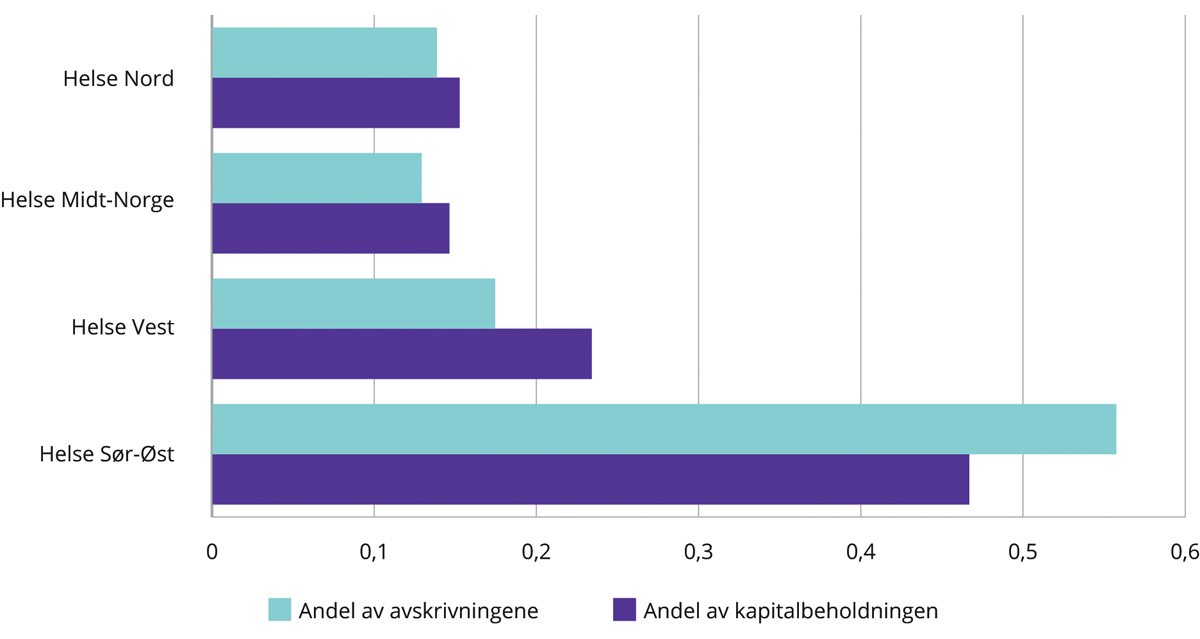 Helse Nord
Helse Midt-Norge
Helse Vest
Helse Sør-Øst
0 0,1 0,2 0,3 0,4 0,5 0,6
Andel av avskrivningene Andel av kapitalbeholdningen